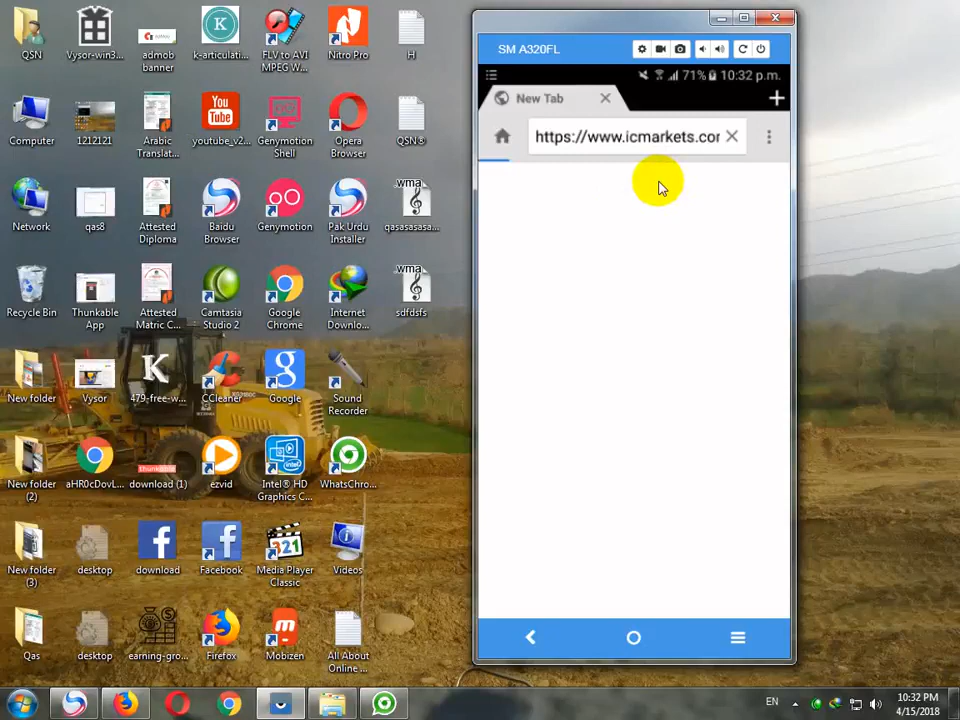 QSN
Vysor-win3...
admob
banner
k-articulati...
FLV to AVI
MPEG W...
Nitro Pro
H
Computer
1212121
Arabic
Translat...
youtube_v2...
Genymotion
Shell
Opera
Browser
QSN®
Network
qas8
Attested
Diploma
Baidu
Browser
Genymotion
Pak Urdu
Installer
.wma
qasasasasa...
Recycle Bin
Thunkable
App
Attested
Matric C...
Camtasia
Studio 2
Google
Chrome
Internet
Downlo...
.wma
sdfdsfs
New folder
Vysor
479-free-w...
CCleaner
Google
Sound
Recorder
New folder
(2)
aHR0cDovL...
download (1)
ezvid
Intel® HD
Graphics C...
WhatsChro...
New folder
(3)
desktop
download
Facebook
Media Player
Classic
Videos
Qas
desktop
earning-gro...
Firefox
Mobizen
All About
Online ...
SM A320FL
71% 10:32 p.m.
New Tab
https://www.icmarkets.cor
EN
10:32 PM
4/15/2018